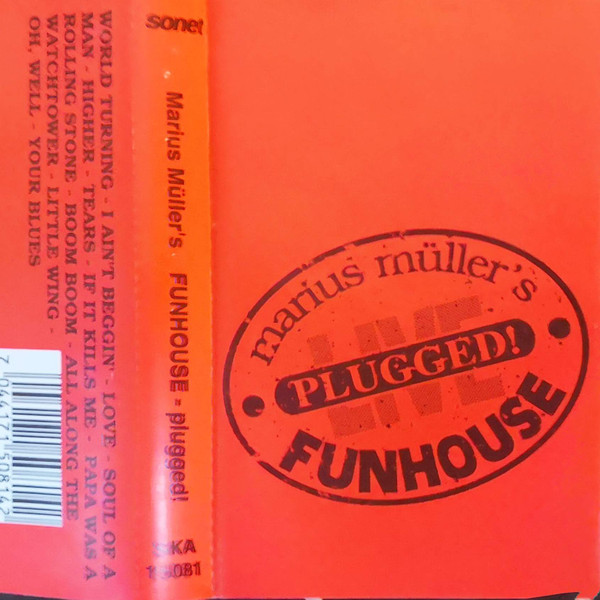 WORLD TURNING - I AIN'T BEGGIN' - LOVE - SOUL OF A
MAN - HIGHER - TEARS - IF IT KILLS ME - PAPA WAS A
ROLLING STONE - BOOM BOOM - ALL ALONG THE
WATCHTOWER - LITTLE WING -
OH, WELL, - YOUR BLUES
sonet
Marius Müller's FUNHOUSE - plugged!
SKA
marius müller's
LIVE
PLUGGED!
LIVE
FUNHOUSE